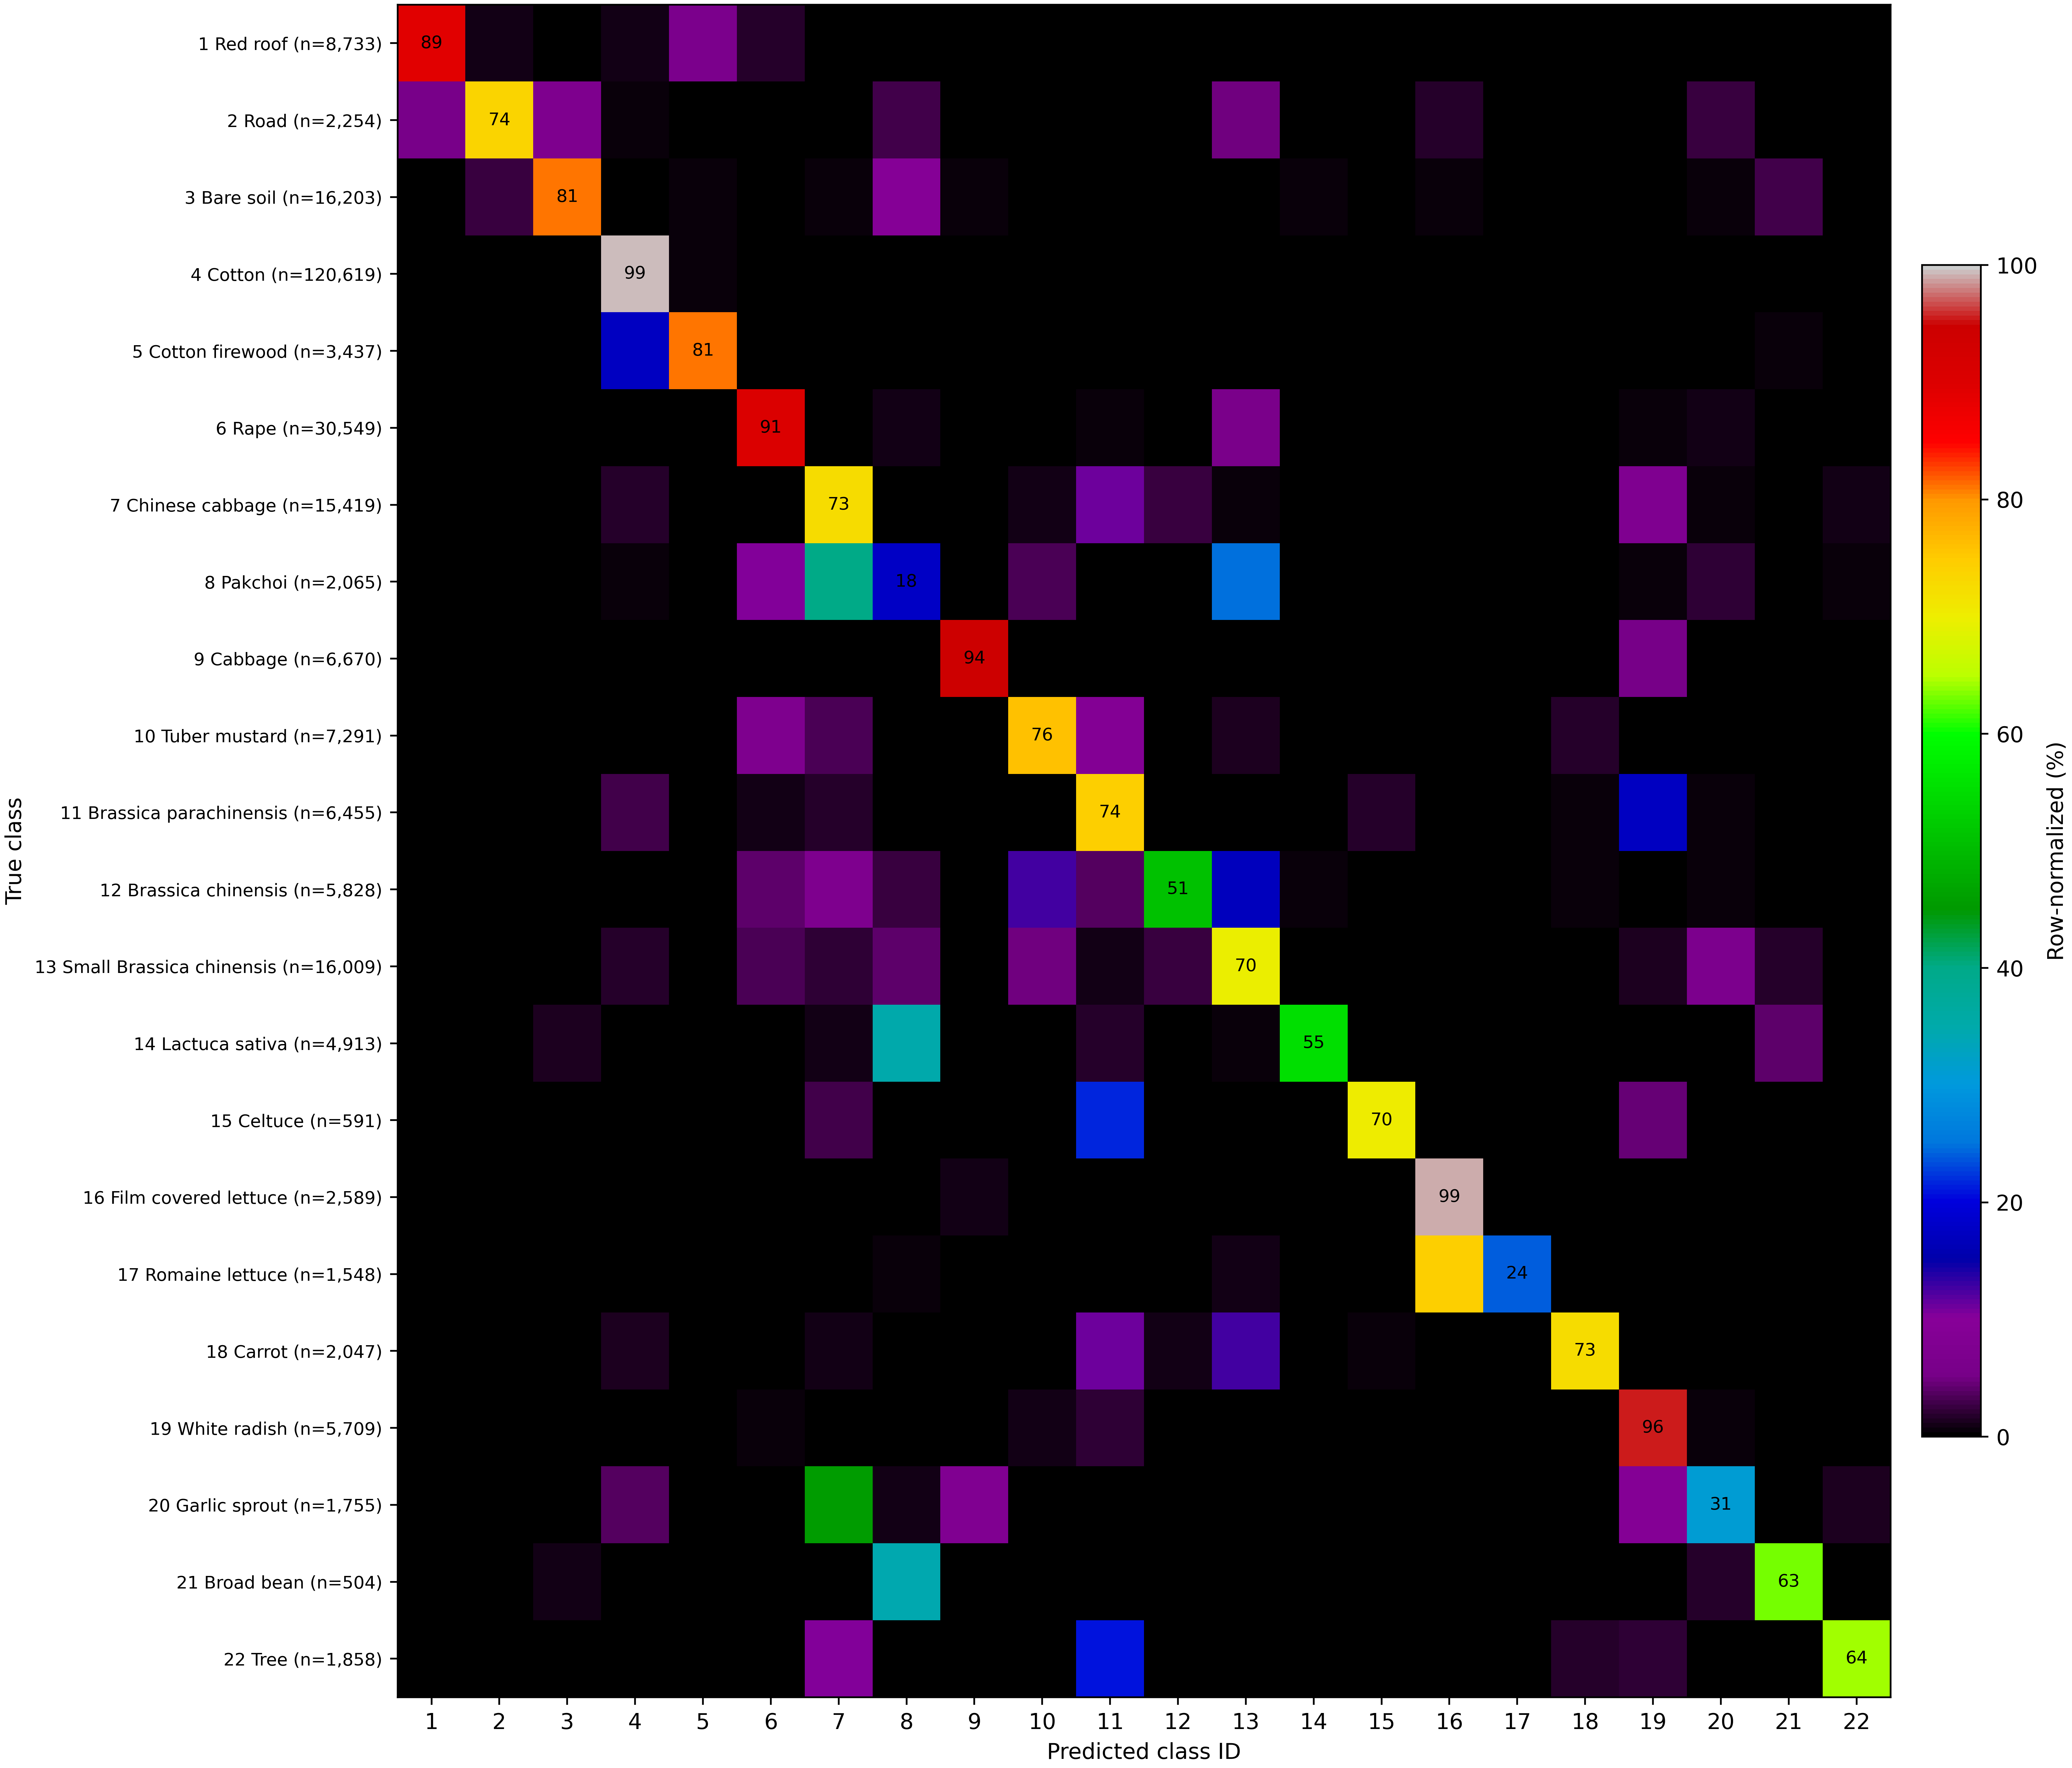 1 Red roof (n=8,733)
89
2 Road (n=2,254)
74
3 Bare soil (n=16,203)
81
4 Cotton (n=120,619)
99
5 Cotton firewood (n=3,437)
81
6 Rape (n=30,549)
91
7 Chinese cabbage (n=15,419)
73
8 Pakchoi (n=2,065)
18
9 Cabbage (n=6,670)
94
10 Tuber mustard (n=7,291)
76
11 Brassica parachinensis (n=6,455)
74
12 Brassica chinensis (n=5,828)
51
13 Small Brassica chinensis (n=16,009)
70
14 Lactuca sativa (n=4,913)
55
15 Celtuce (n=591)
70
16 Film covered lettuce (n=2,589)
99
17 Romaine lettuce (n=1,548)
24
18 Carrot (n=2,047)
73
19 White radish (n=5,709)
96
20 Garlic sprout (n=1,755)
31
21 Broad bean (n=504)
63
22 Tree (n=1,858)
64
True class
1 2 3 4 5 6 7 8 9 10 11 12 13 14 15 16 17 18 19 20 21 22
Predicted class ID
100
80
60
40
20
0
Row-normalized (%)